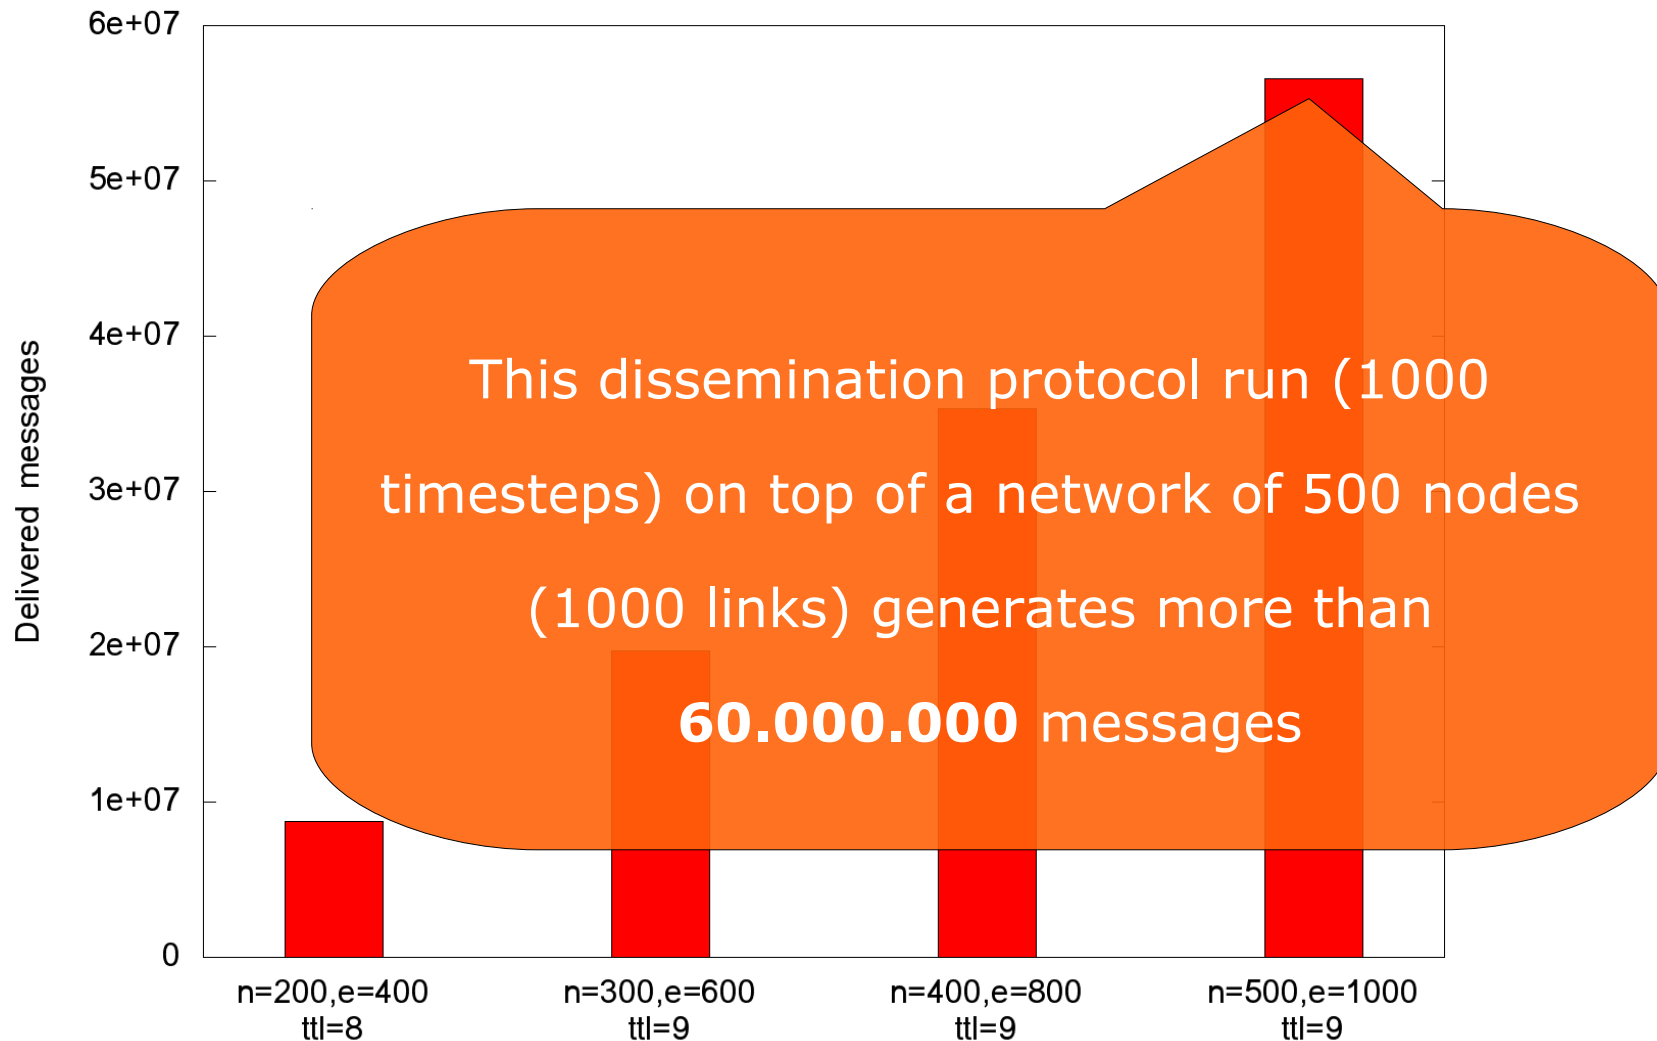 6e+07
5e+07
4e+07
3e+07
2e+07
1e+07
0
Delivered messages
This dissemination protocol run (1000
timesteps) on top of a network of 500 nodes
(1000 links) generates more than
60.000.000 messages
n=200,e=400
ttl=8
n=300,e=600
ttl=9
n=400,e=800
ttl=9
n=500,e=1000
ttl=9